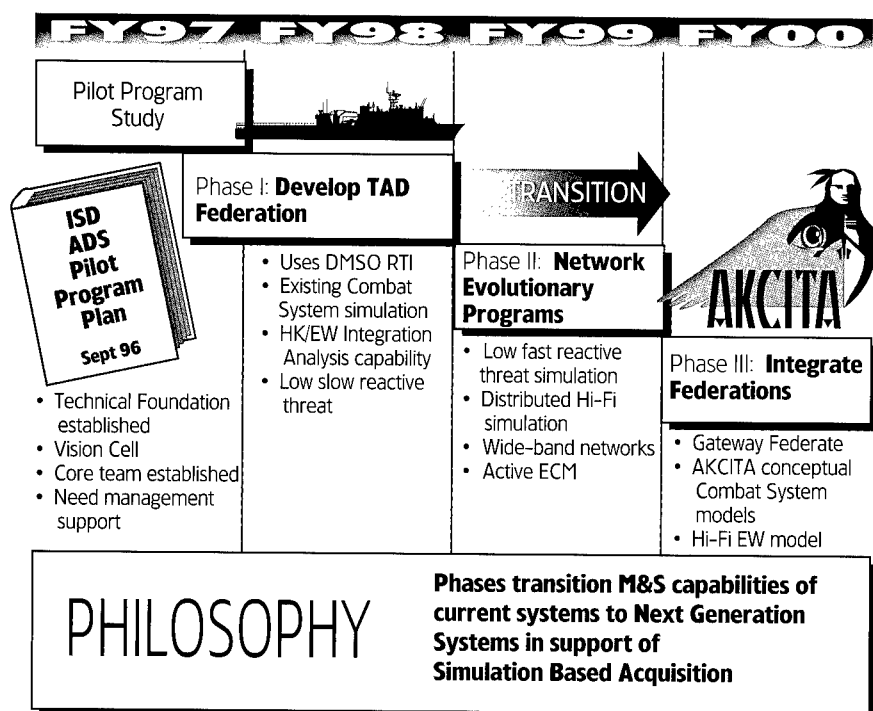 FY97 FY98 FY99 FY00
Pilot Program
Study
ISD
ADS
Pilot
Program
Plan
Sept 96
• Technical Foundation
established
• Vision Cell
• Core team established
• Need management
support
Phase I: Develop TAD
Federation
• Uses DMSO RTI
• Existing Combat
System simulation
• HK/EW Integration
Analysis capability
• Low slow reactive
threat
TRANSITION
Phase II: Network
Evolutionary
Programs
• Low fast reactive
threat simulation
• Distributed Hi-Fi
simulation
• Wide-band networks
• Active ECM
AKCITA
Phase III: Integrate
Federations
• Gateway Federate
• AKCITA conceptual
Combat System
models
• Hi-Fi EW model
PHILOSOPHY
Phases transition M&S capabilities of
current systems to Next Generation
Systems in support of
Simulation Based Acquisition